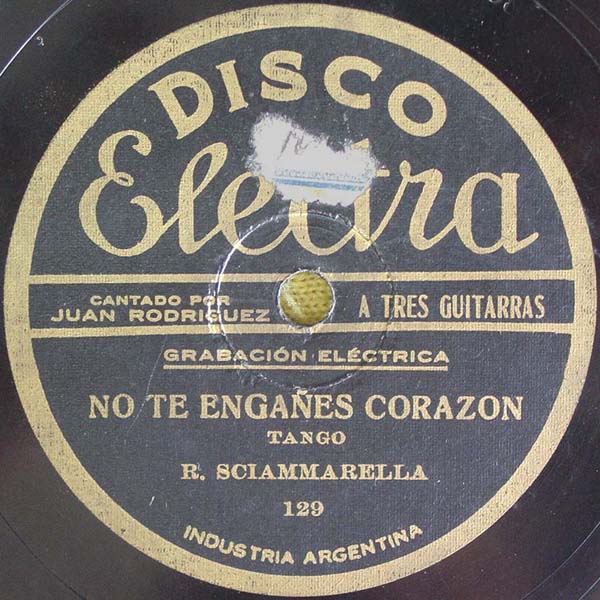 DISCO
Electra
CANTADO POR
JUAN RODRIGUEZ
A TRES GUITARRAS
GRABACIÓN ELÉCTRICA
NO TE ENGAÑES CORAZON
TANGO
R. SCIAMMARELLA
129
INDUSTRIA ARGENTINA